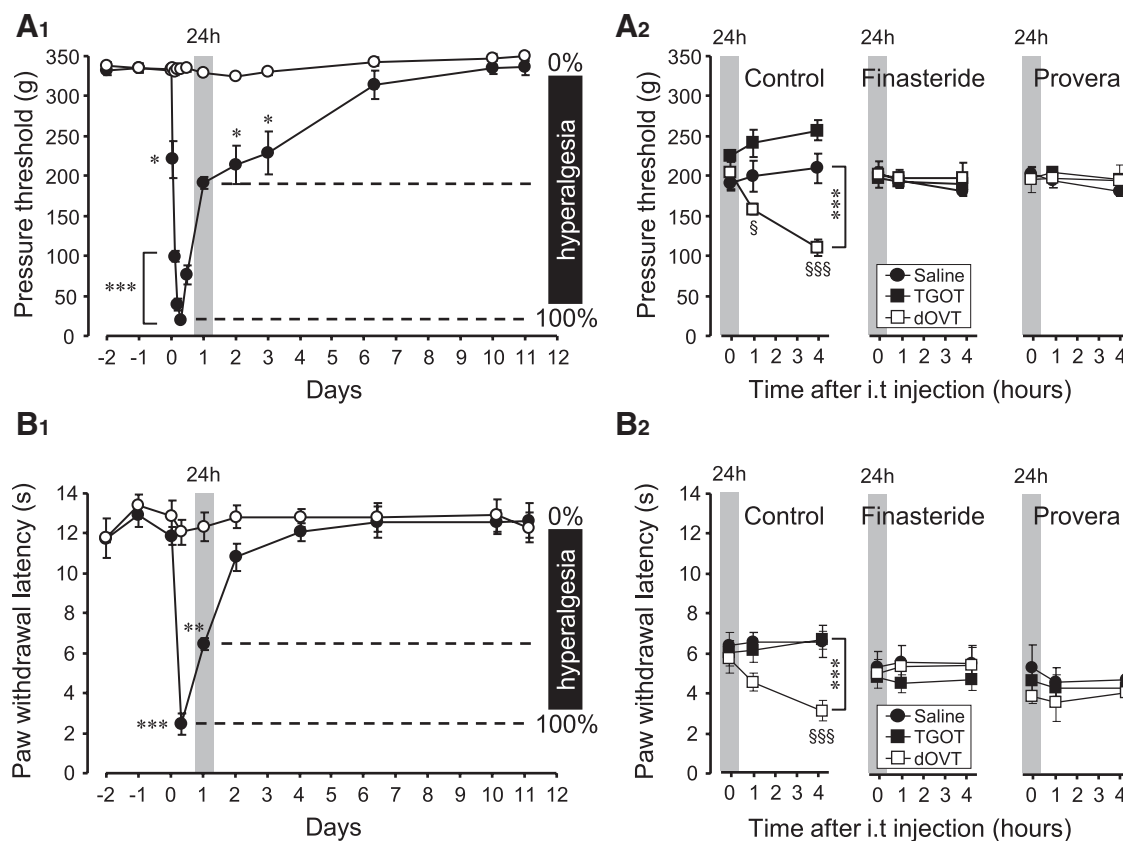 A1
24h
Pressure threshold (g)
350
300
250
200
150
100
50
0
*
***
*
*
0%
hyperalgesia
100%
-2 -1 0 1 2 3 4 5 6 7 8 9 10 11 12
Days
A2
24h 24h 24h
Control Finasteride Provera
Pressure threshold (g)
350
300
250
200
150
100
50
0
***
§
§§§
Saline
TGOT
dOVT
0 1 2 3 4 0 1 2 3 4 0 1 2 3 4
Time after i.t injection (hours)
B1
24h
Paw withdrawal latency (s)
14
12
10
8
6
4
2
0
**
***
0%
hyperalgesia
100%
-2 -1 0 1 2 3 4 5 6 7 8 9 10 11 12
Days
B2
24h 24h 24h
Control Finasteride Provera
Paw withdrawal latency (s)
14
12
10
8
6
4
2
0
***
§§§
Saline
TGOT
dOVT
0 1 2 3 4 0 1 2 3 4 0 1 2 3 4
Time after i.t injection (hours)